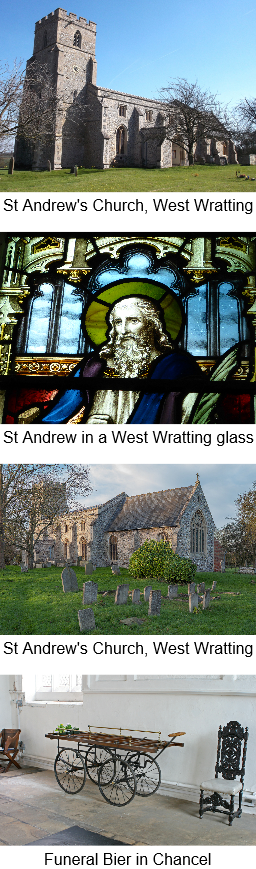 St Andrew's Church, West Wratting
St Andrew in a West Wratting glass
St Andrew's Church, West Wratting
Funeral Bier in Chancel